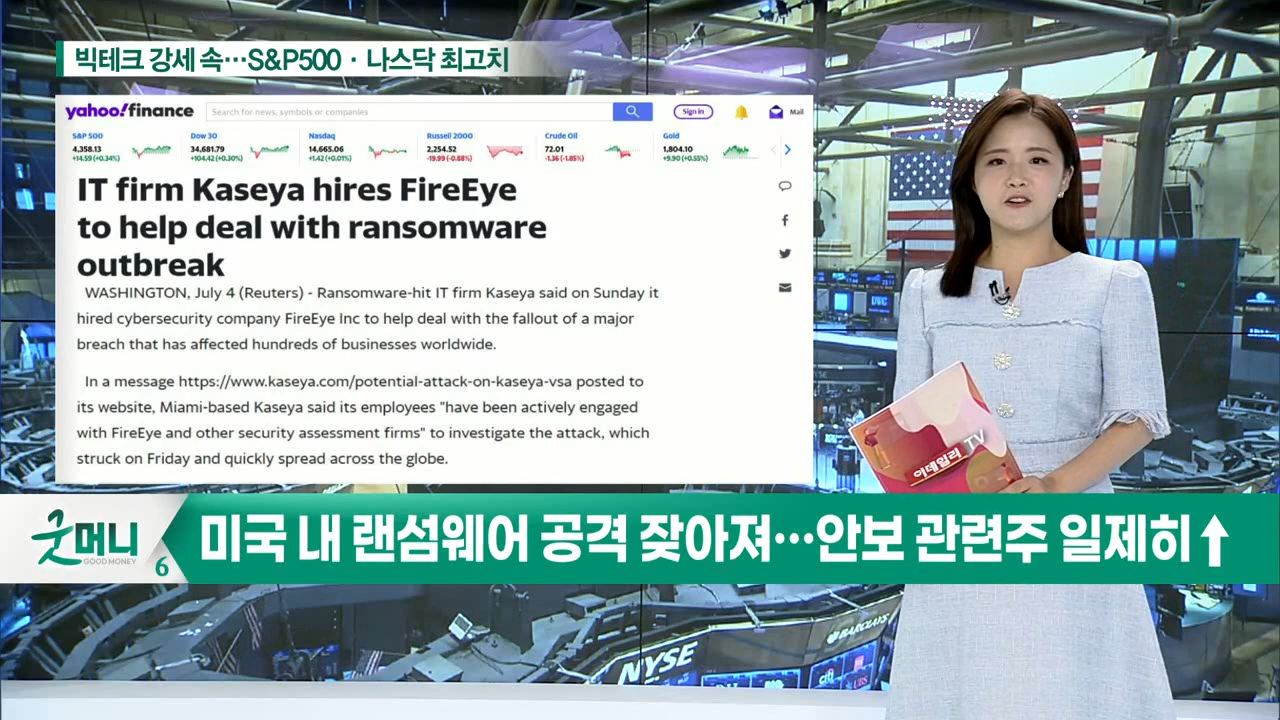 빅테크 강세 속…S&P500 · 나스닥 최고치
yahoo!finance
Search for news, symbols or companies
Sign in
Mail
S&P 500
4,358.13
+14.59 (+0.34%)
Dow 30
34,681.79
+104.42 (+0.30%)
Nasdaq
14,665.06
+1.42 (+0.01%)
Russell 2000
2,254.52
-19.99 (-0.88%)
Crude Oil
72.01
-1.36 (-1.85%)
Gold
1,804.10
+9.90 (+0.55%)
IT firm Kaseya hires FireEye
to help deal with ransomware
outbreak
WASHINGTON, July 4 (Reuters) - Ransomware-hit IT firm Kaseya said on Sunday it
hired cybersecurity company FireEye Inc to help deal with the fallout of a major
breach that has affected hundreds of businesses worldwide.
In a message https://www.kaseya.com/potential-attack-on-kaseya-vsa posted to
its website, Miami-based Kaseya said its employees "have been actively engaged
with FireEye and other security assessment firms" to investigate the attack, which
struck on Friday and quickly spread across the globe.
이데일리 TV
굿머니
GOOD MONEY
6
미국 내 랜섬웨어 공격 잦아져…안보 관련주 일제히↑
NYSE
BARCLAYS
citi
UBS